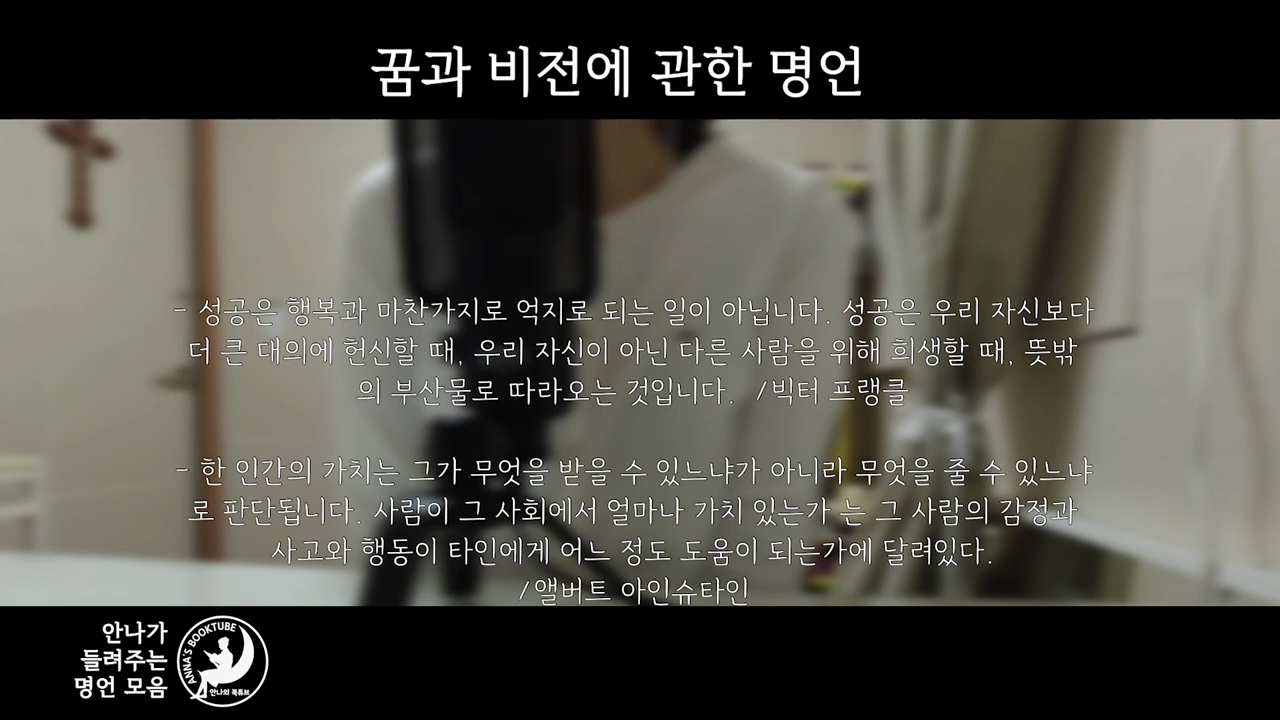 꿈과 비전에 관한 명언
- 성공은 행복과 마찬가지로 억지로 되는 일이 아닙니다. 성공은 우리 자신보다
더 큰 대의에 헌신할 때, 우리 자신이 아닌 다른 사람을 위해 희생할 때, 뜻밖
의 부산물로 따라오는 것입니다. /빅터 프랭클
- 한 인간의 가치는 그가 무엇을 받을 수 있느냐가 아니라 무엇을 줄 수 있느냐
로 판단됩니다. 사람이 그 사회에서 얼마나 가치 있는가 는 그 사람의 감정과
사고와 행동이 타인에게 어느 정도 도움이 되는가에 달려있다.
/앨버트 아인슈타인
안나가
들려주는
명언 모음
ANNA'S BOOKTUBE
안나의 북튜브